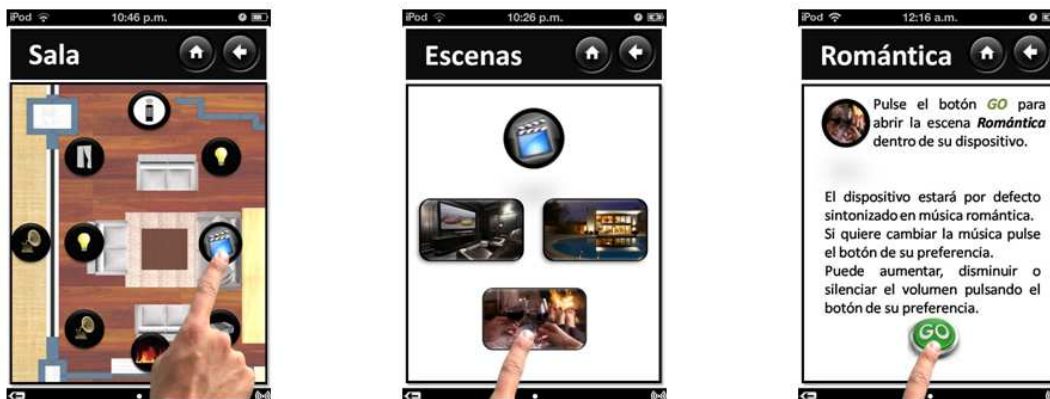 iPod 10:46 p.m.
Sala
iPod 10:26 p.m.
Escenas
iPod 12:16 a.m.
Romántica
Pulse el botón GO para
abrir la escena Romántica
dentro de su dispositivo.
El dispositivo estará por defecto
sintonizado en música romántica.
Si quiere cambiar la música pulse
el botón de su preferencia.
Puede aumentar, disminuir o
silenciar el volumen pulsando el
botón de su preferencia.
GO